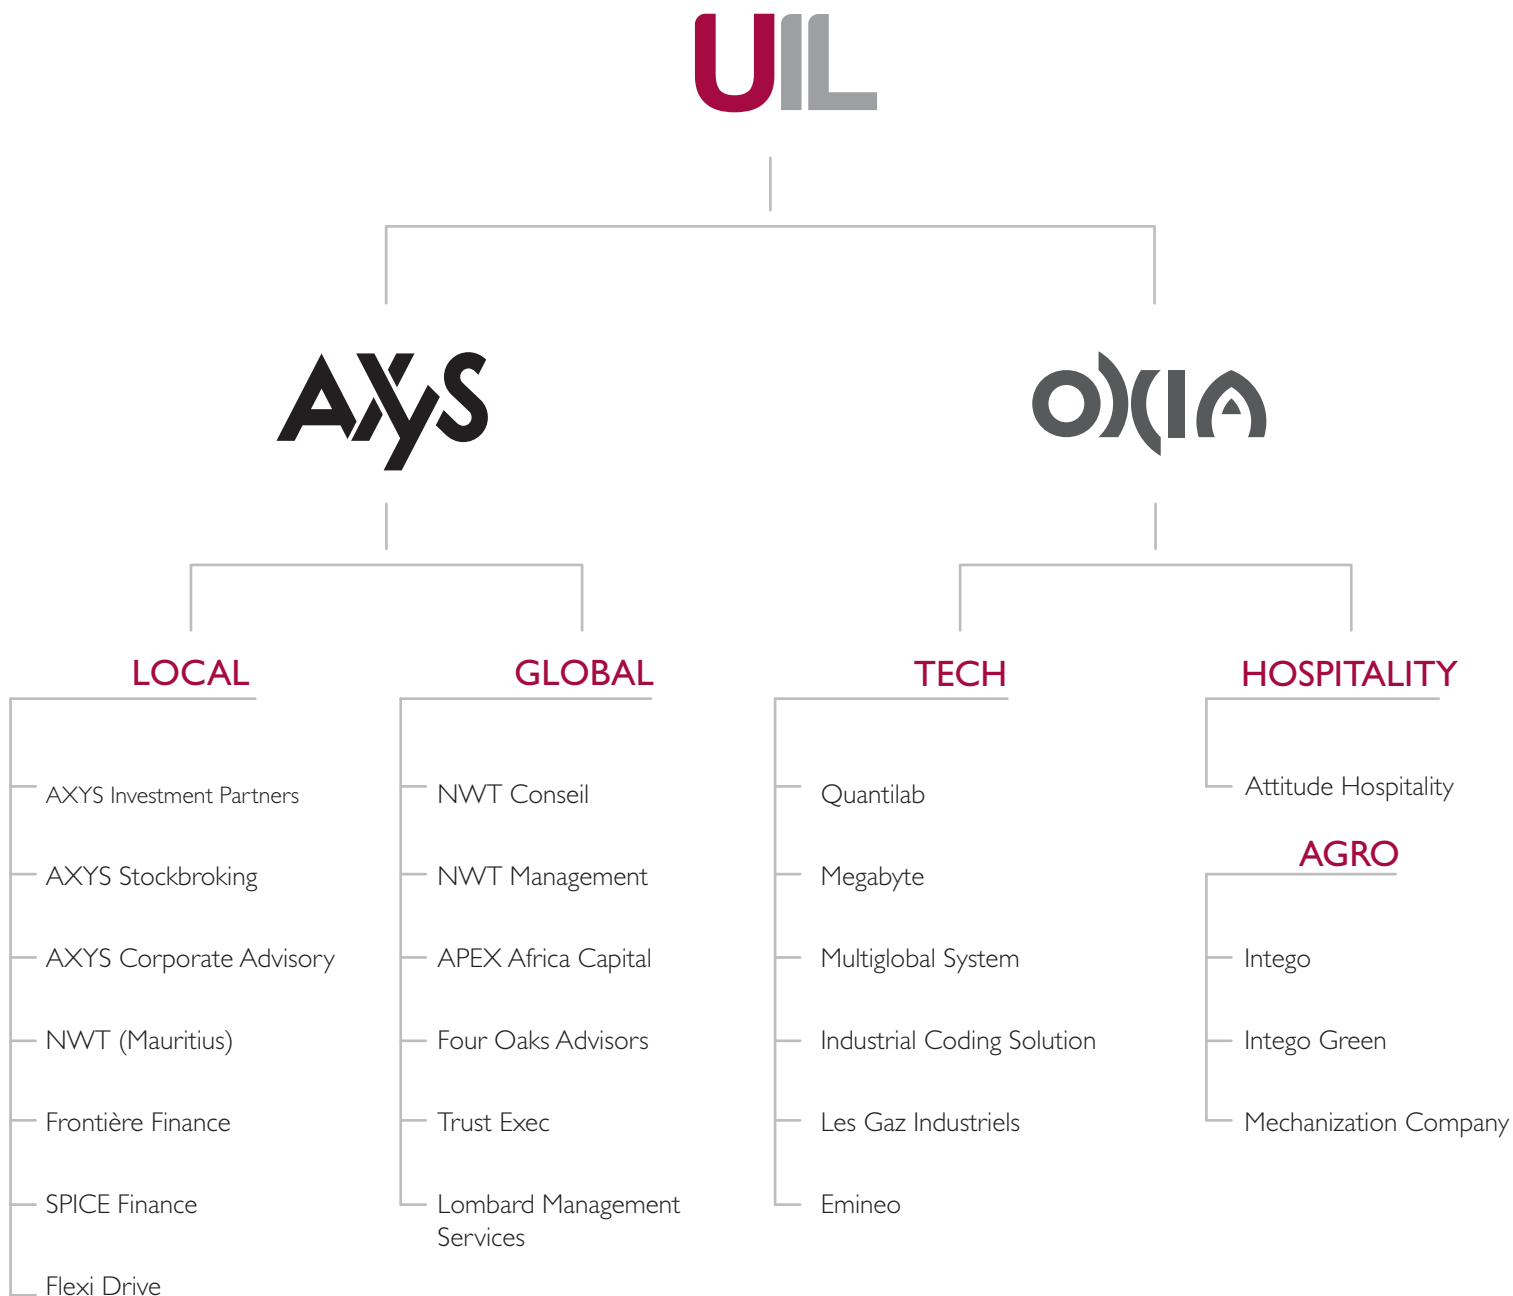 UIL
AXYS
OXIA
LOCAL
AXYS Investment Partners
AXYS Stockbroking
AXYS Corporate Advisory
NWT (Mauritius)
Frontière Finance
SPICE Finance
Flexi Drive
GLOBAL
NWT Conseil
NWT Management
APEX Africa Capital
Four Oaks Advisors
Trust Exec
Lombard Management
Services
TECH
Quantilab
Megabyte
Multiglobal System
Industrial Coding Solution
Les Gaz Industriels
Emineo
HOSPITALITY
Attitude Hospitality
AGRO
Intego
Intego Green
Mechanization Company